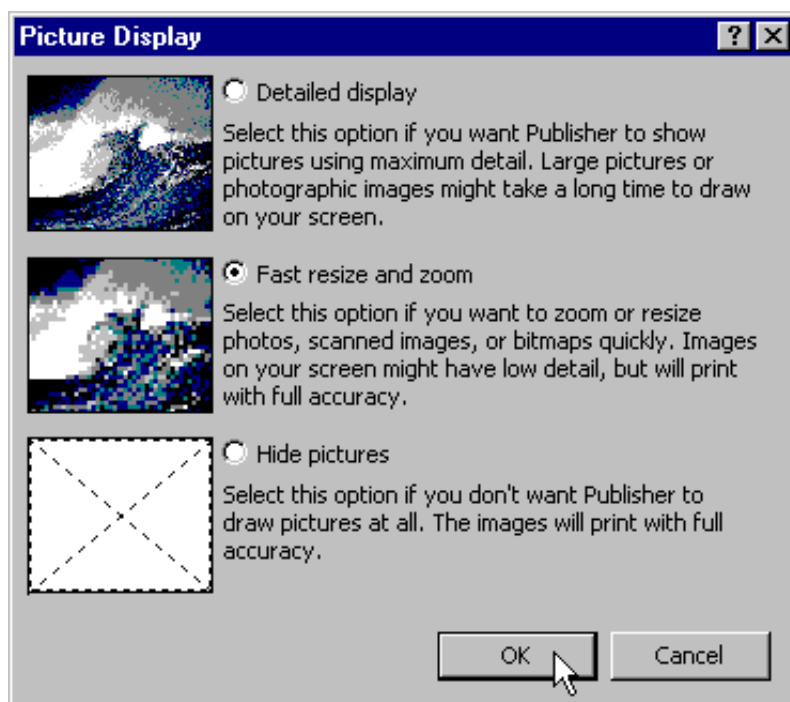 Picture Display
Detailed display
Select this option if you want Publisher to show
pictures using maximum detail. Large pictures or
photographic images might take a long time to draw
on your screen.
Fast resize and zoom
Select this option if you want to zoom or resize
photos, scanned images, or bitmaps quickly. Images
on your screen might have low detail, but will print
with full accuracy.
Hide pictures
Select this option if you don't want Publisher to
draw pictures at all. The images will print with full
accuracy.
OK Cancel